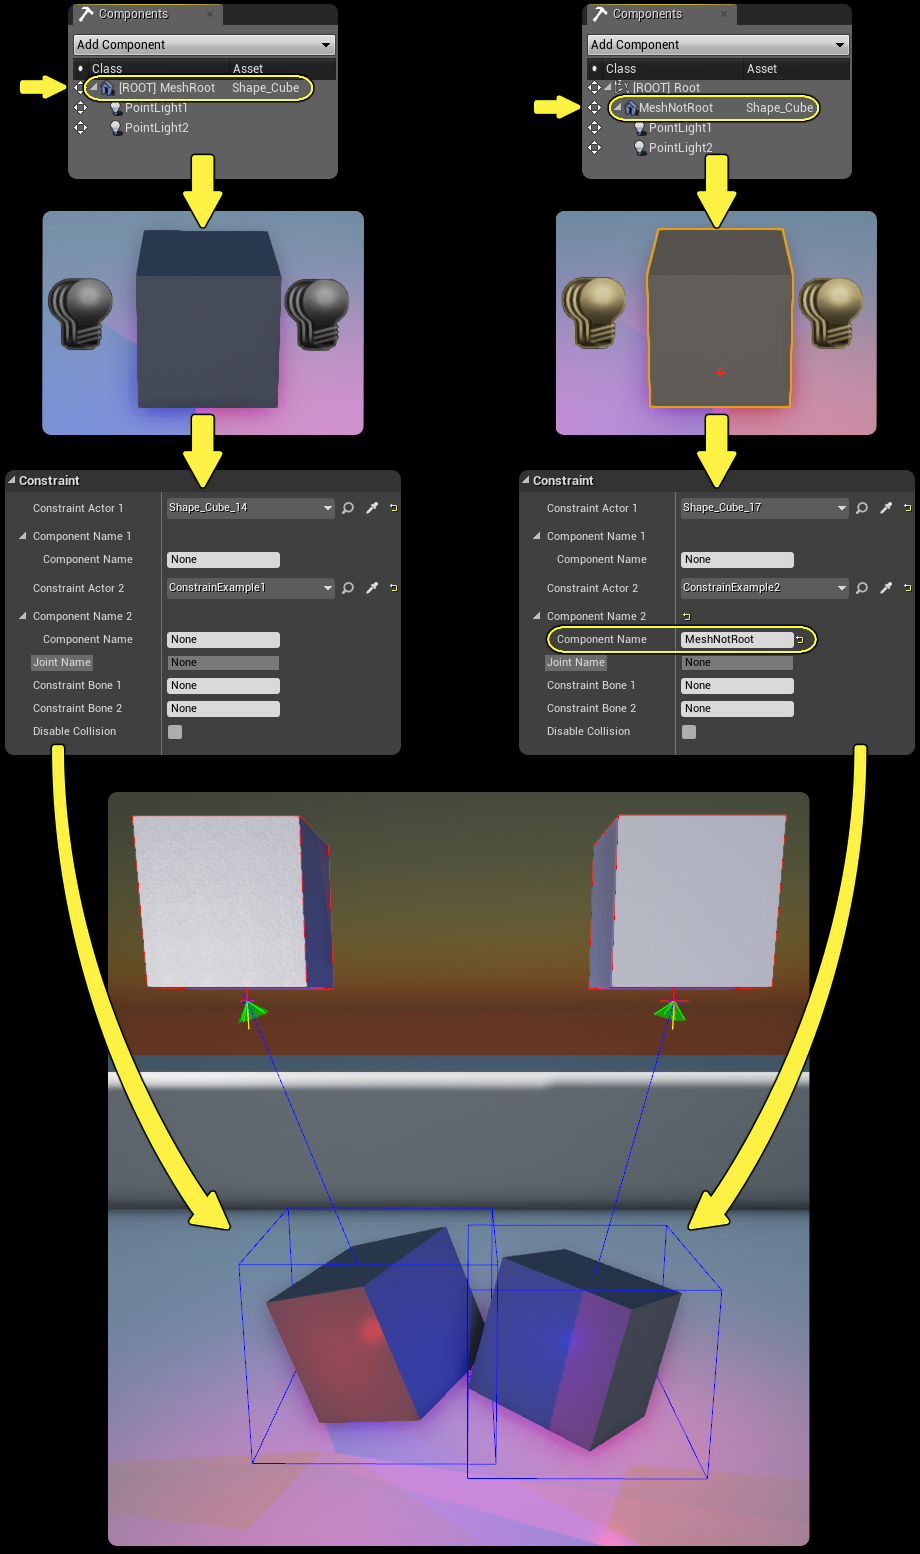 Components
Add Component
Class Asset
[ROOT] MeshRoot Shape_Cube
PointLight1
PointLight2
Components
Add Component
Class Asset
[ROOT] Root
MeshNotRoot Shape_Cube
PointLight1
PointLight2
Constraint
Constraint Actor 1 Shape_Cube_14
Component Name 1
Component Name None
Constraint Actor 2 ConstrainExample1
Component Name 2
Component Name None
Joint Name None
Constraint Bone 1 None
Constraint Bone 2 None
Disable Collision
Constraint
Constraint Actor 1 Shape_Cube_17
Component Name 1
Component Name None
Constraint Actor 2 ConstrainExample2
Component Name 2
Component Name MeshNotRoot
Joint Name None
Constraint Bone 1 None
Constraint Bone 2 None
Disable Collision